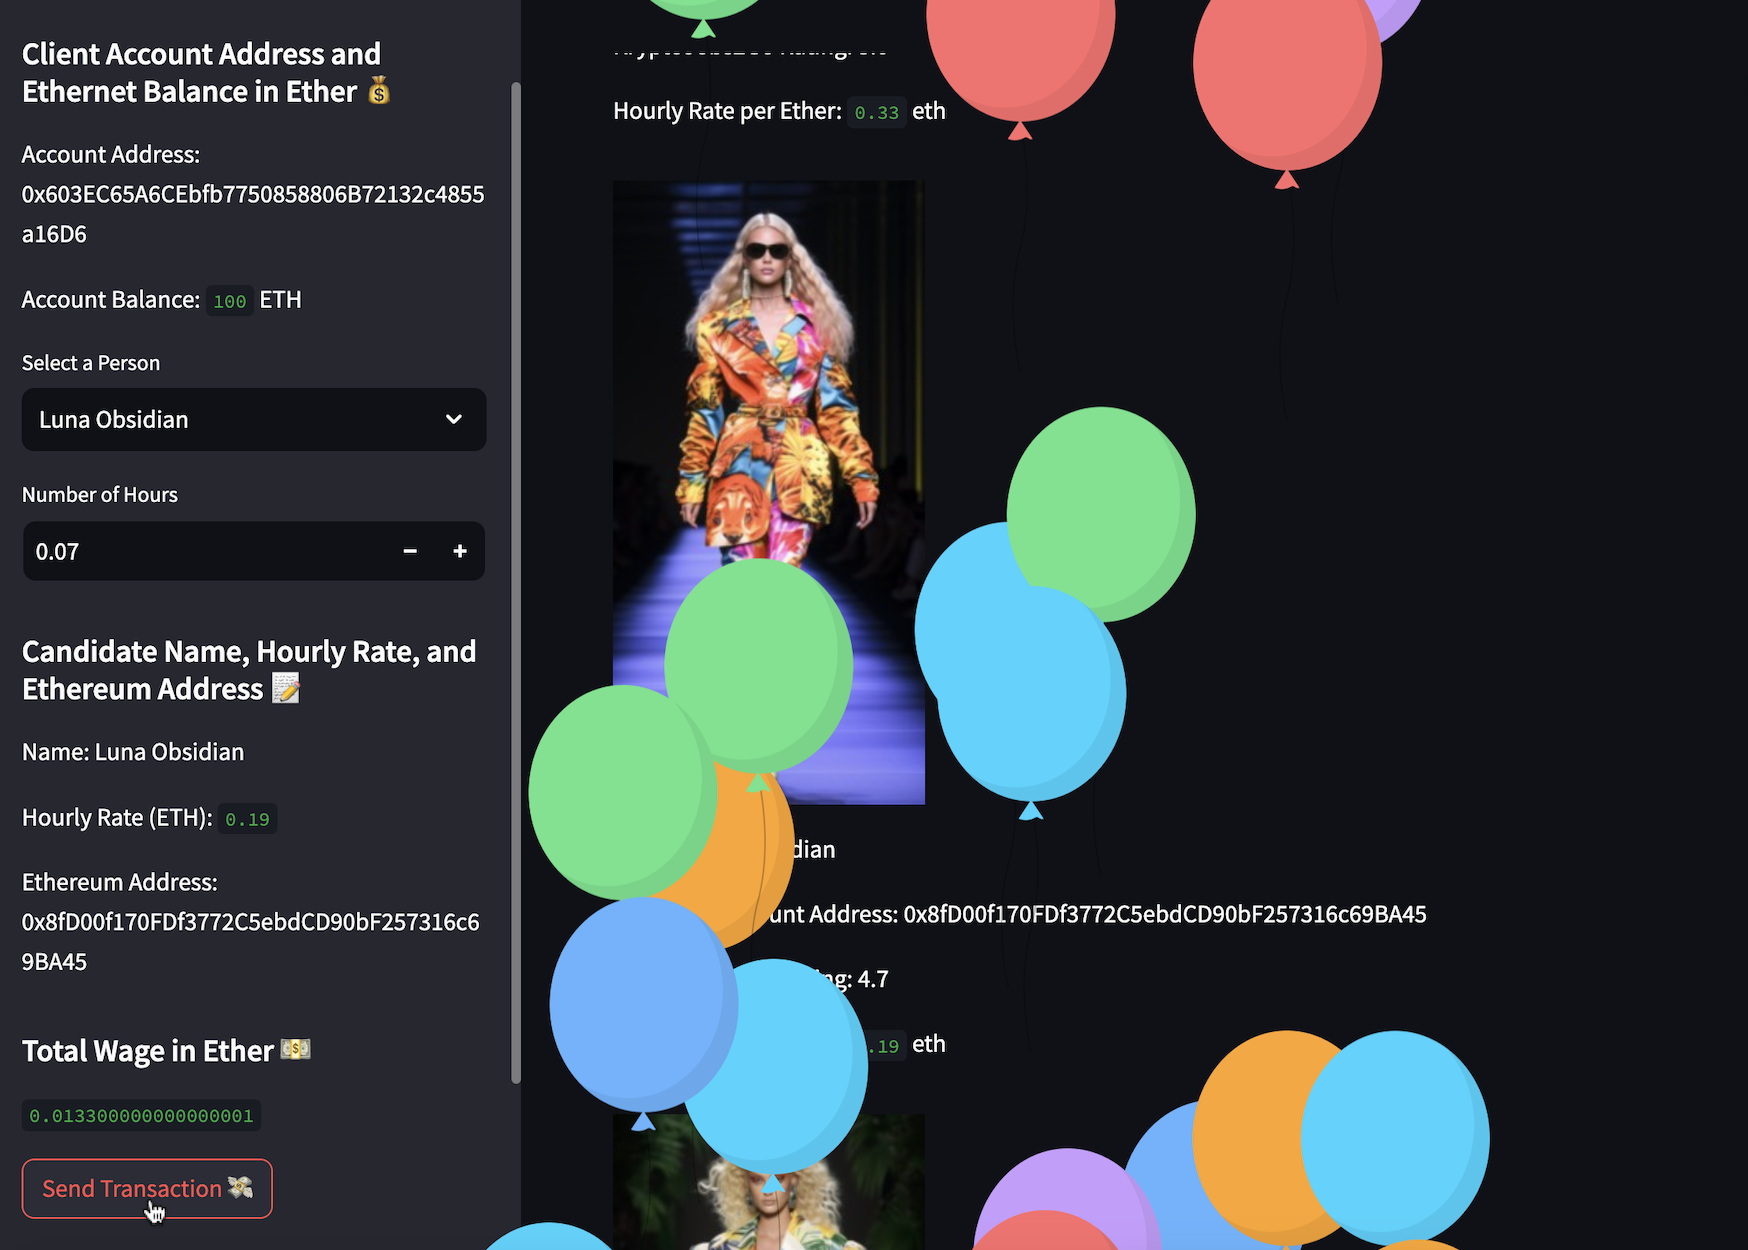 Client Account Address and
Ethernet Balance in Ether
Account Address:
0x603EC65A6CEbfb7750858806B72132c4855
a16D6
Account Balance: 100 ETH
Select a Person
Luna Obsidian
Number of Hours
0.07
Candidate Name, Hourly Rate, and
Ethereum Address
Name: Luna Obsidian
Hourly Rate (ETH): 0.19
Ethereum Address:
0x8fD00f170FDf3772C5ebdCD90bF257316c6
9BA45
Total Wage in Ether
0.013300000000000001
Send Transaction
Hourly Rate per Ether: 0.33 eth
dian
unt Address: 0x8fD00f170FDf3772C5ebdCD90bF257316c69BA45
ng: 4.7
.19 eth